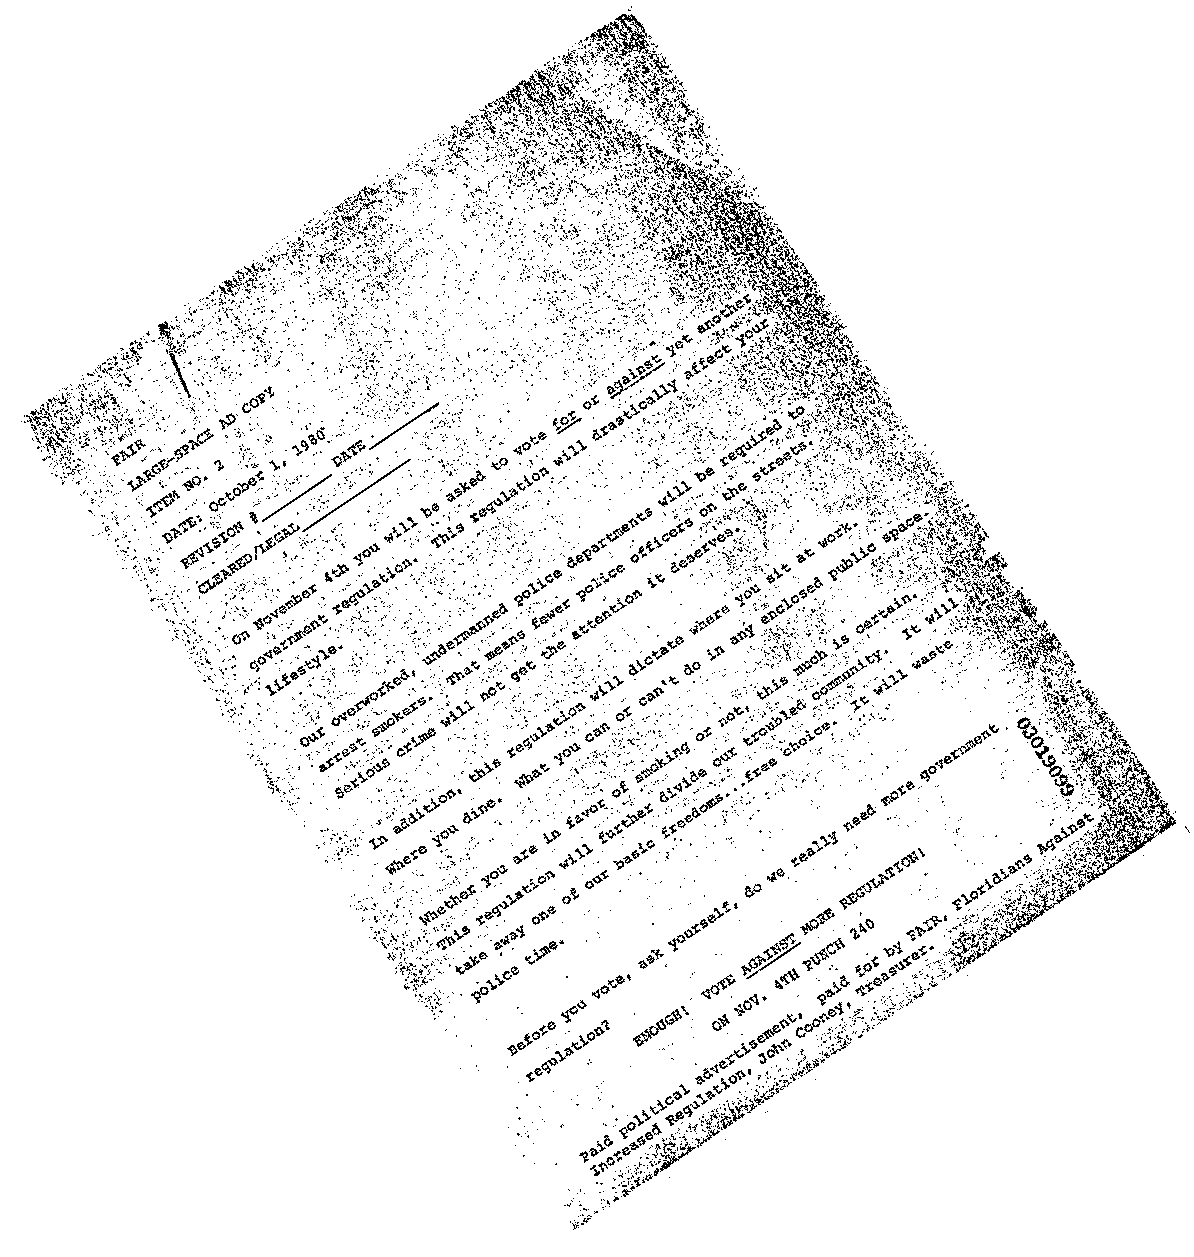 FAIR
LARGE-SPACE AD COPY
ITEM NO. 2
DATE: October 1, 1980
REVISION # DATE
CLEARED/LEGAL
On November 4th you will be asked to vote for or against yet another
government regulation. This regulation will drastically affect your
lifestyle.
Our overworked, undermanned police departments will be required to
arrest smokers. That means fewer police officers on the streets.
Serious crime will not get the attention it deserves.
In addition, this regulation will dictate where you sit at work.
Where you dine. What you can or can't do in any enclosed public space.
Whether you are in favor of smoking or not, this much is certain.
This regulation will further divide our troubled community. It will
take away one of our basic freedoms...free choice. It will waste
police time.
Before you vote, ask yourself, do we really need more government
regulation?
ENOUGH! VOTE AGAINST MORE REGULATION!
ON NOV. 4TH PUNCH 240
Paid political advertisement, paid for by FAIR, Floridians Against
Increased Regulation, John Cooney, Treasurer.
03019099